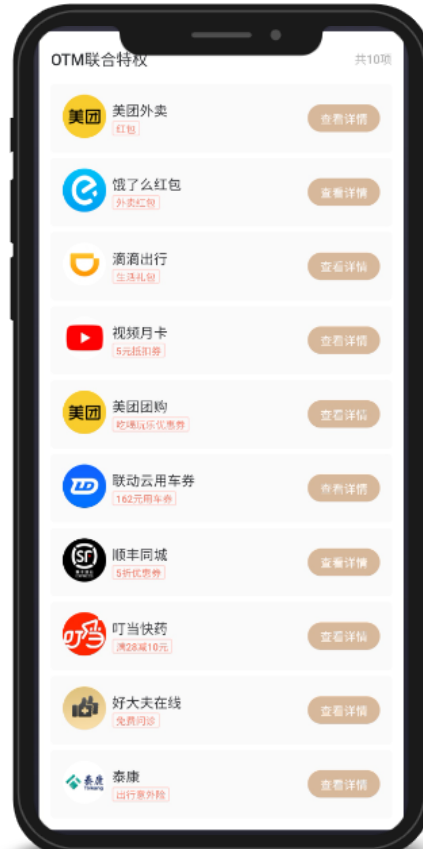 OTM联合特权
共10项
美团
美团外卖
红包
查看详情
饿了么红包
外卖红包
查看详情
滴滴出行
生活礼包
查看详情
视频月卡
5元抵扣券
查看详情
美团
美团团购
吃喝玩乐优惠券
查看详情
联动云用车券
162元用车券
查看详情
SF
顺丰同城
5折优惠券
查看详情
叮当
叮当快药
满28减10元
查看详情
好大夫在线
免费问诊
查看详情
泰康
Taikang
泰康
出行意外险
查看详情